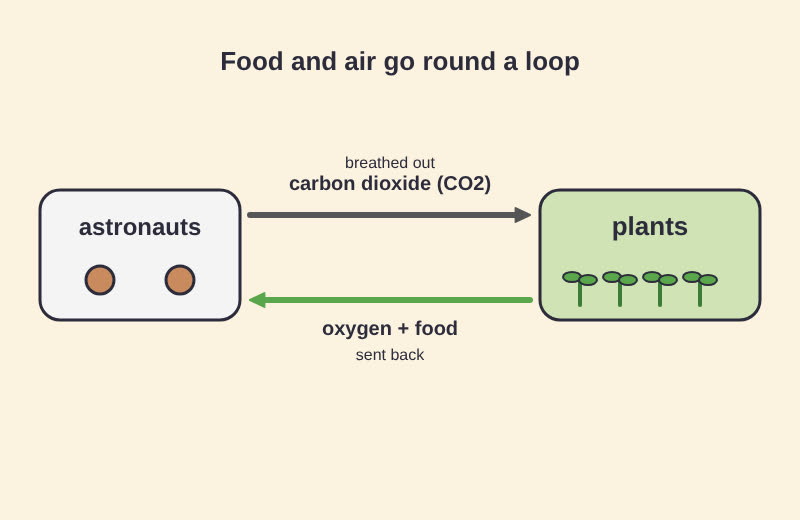 Food and air go round a loop
breathed out
carbon dioxide (CO2)
astronauts
plants
oxygen + food
sent back